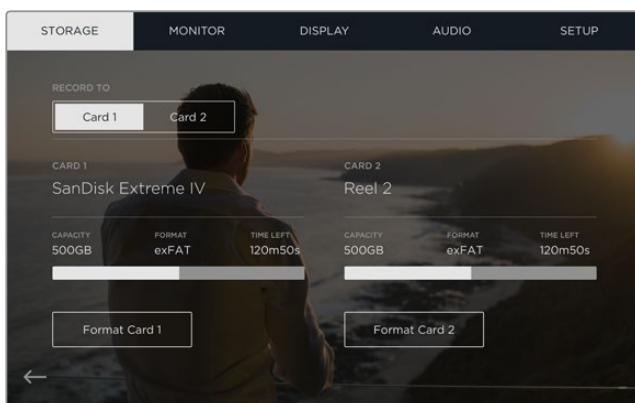 STORAGE MONITOR DISPLAY AUDIO SETUP
RECORD TO
Card 1 Card 2
CARD 1 CARD 2
SanDisk Extreme IV Reel 2
CAPACITY FORMAT TIME LEFT CAPACITY FORMAT TIME LEFT
500GB exFAT 120m50s 500GB exFAT 120m50s
Format Card 1 Format Card 2